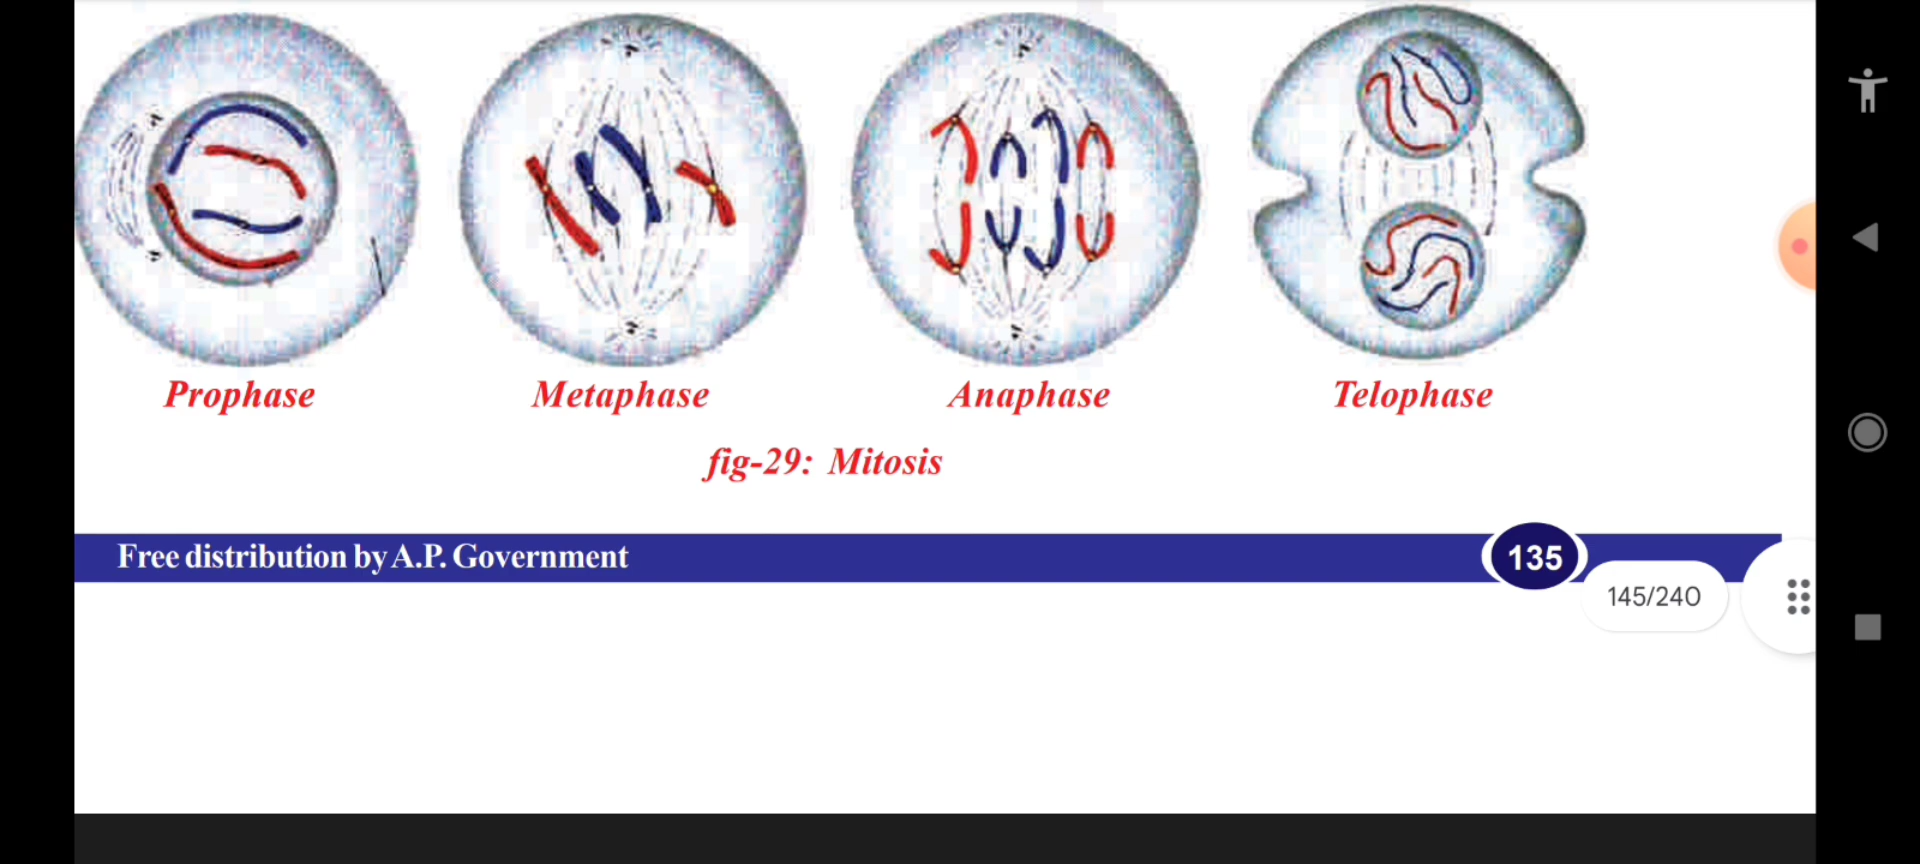 Prophase Metaphase Anaphase Telophase
fig-29: Mitosis
Free distribution by A.P. Government 135
145/240